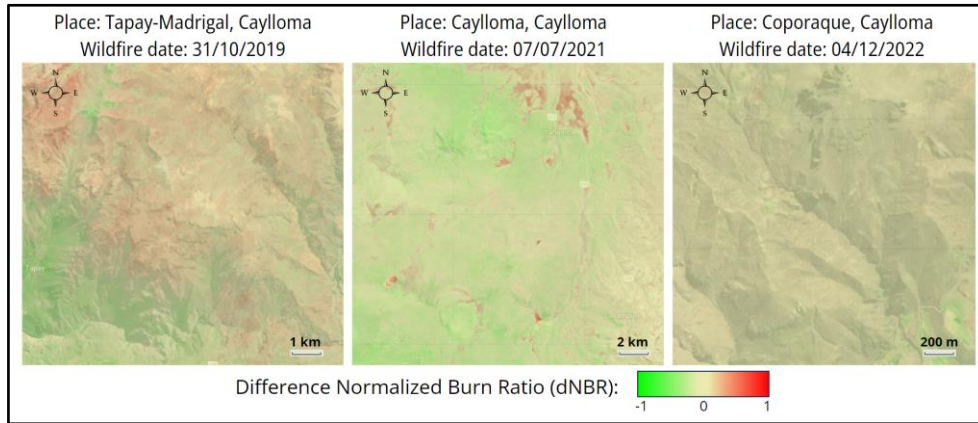 Place: Tapay-Madrigal, Caylloma
Wildfire date: 31/10/2019
Place: Caylloma, Caylloma
Wildfire date: 07/07/2021
Place: Coporaque, Caylloma
Wildfire date: 04/12/2022
N
W E
S
N
W E
S
N
W E
S
Tapay
1 km
2 km
200 m
Difference Normalized Burn Ratio (dNBR):
-1 0 1